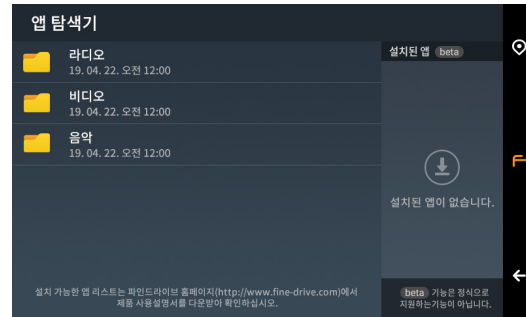 앱 탐색기
라디오
19. 04. 22. 오전 12:00
비디오
19. 04. 22. 오전 12:00
음악
19. 04. 22. 오전 12:00
설치 가능한 앱 리스트는 파인드라이브 홈페이지(http://www.fine-drive.com)에서
제품 사용설명서를 다운받아 확인하십시오.
설치된 앱 beta
설치된 앱이 없습니다.
beta 기능은 정식으로
지원하는기능이 아닙니다.